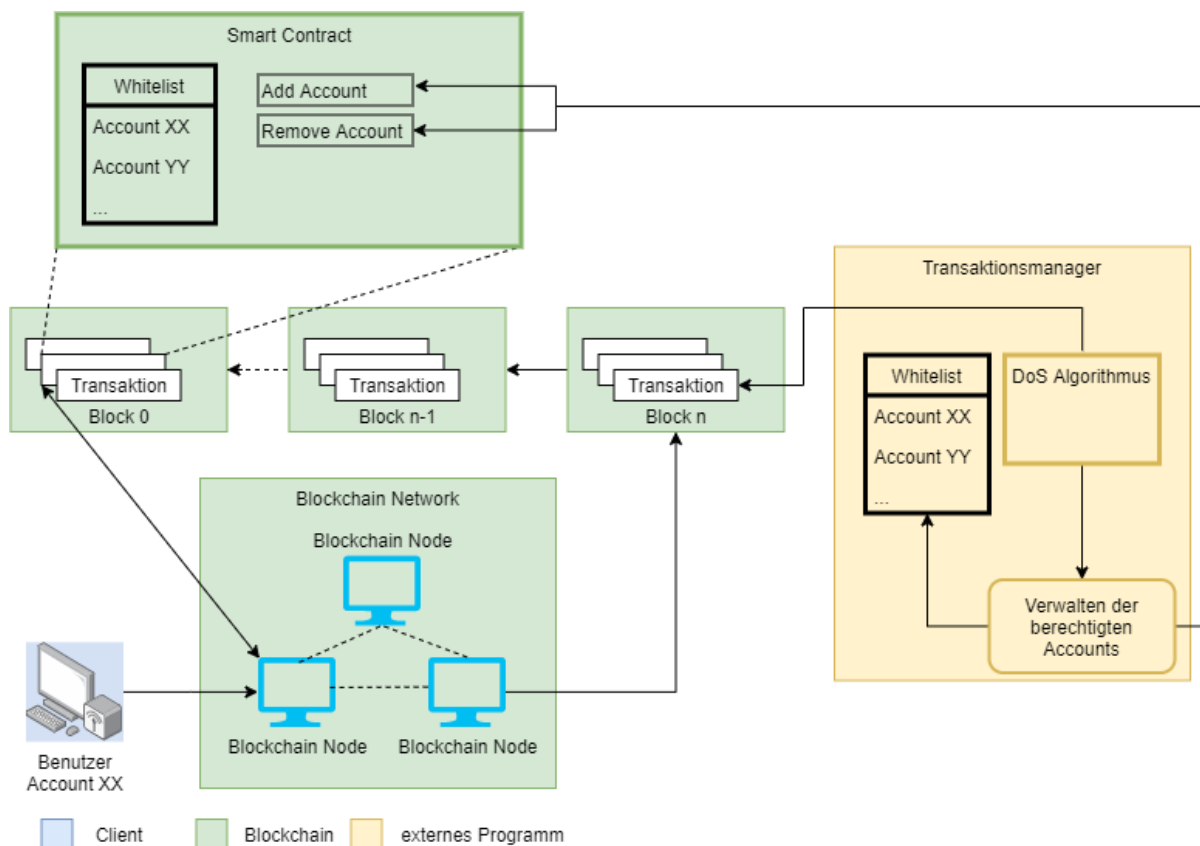 Smart Contract
Whitelist
Account XX
Account YY
...
Add Account
Remove Account
Transaktionsmanager
Whitelist
Account XX
Account YY
...
DoS Algorithmus
Verwalten der
berechtigten
Accounts
Transaktion
Block 0
Transaktion
Block n-1
Transaktion
Block n
Blockchain Network
Blockchain Node
Blockchain Node
Blockchain Node
Benutzer
Account XX
Client
Blockchain
externes Programm